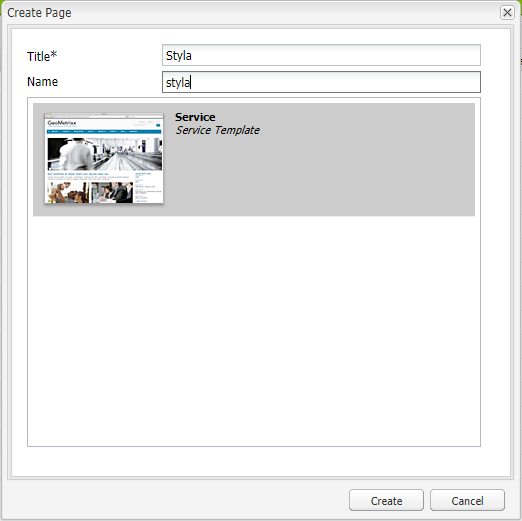 Create Page
Title* Styla
Name styla
GeoMetrixx
Service
Service Template
Create Cancel